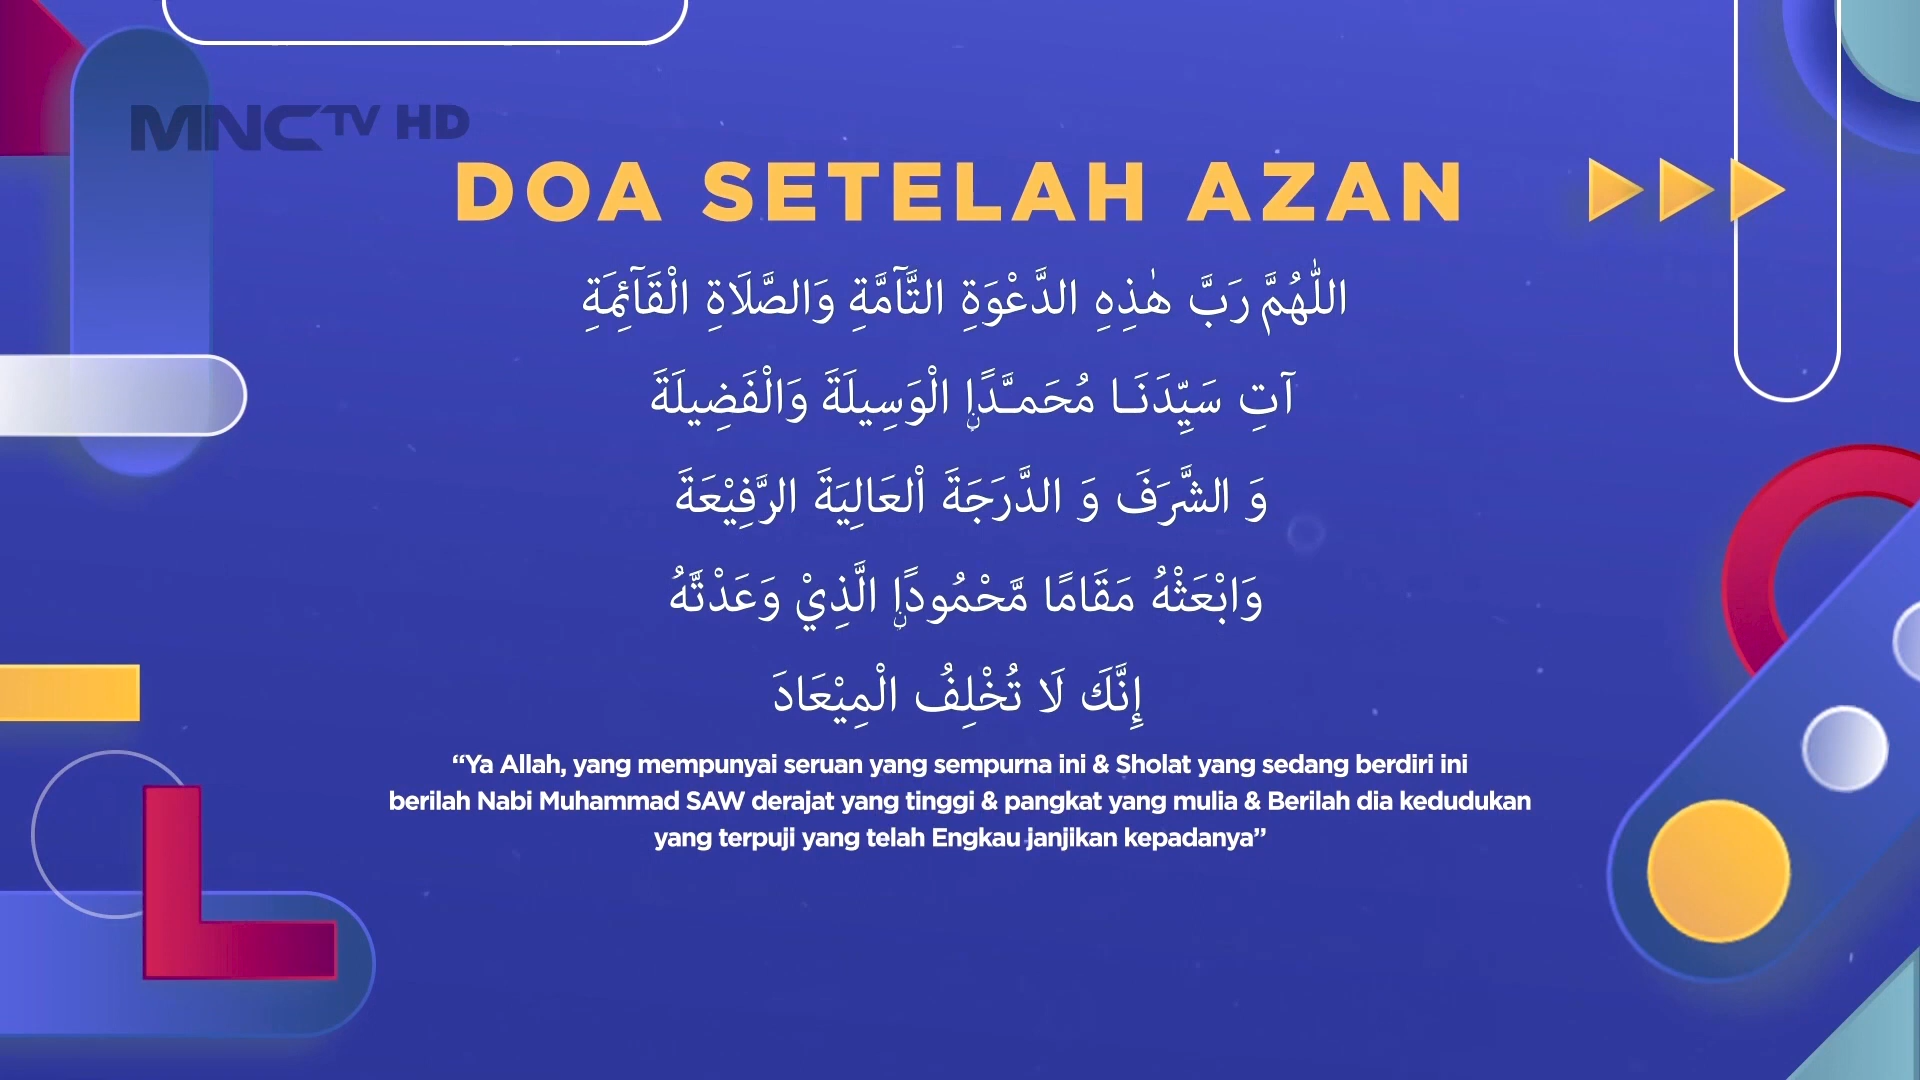 MNCTV HD
DOA SETELAH AZAN
اللّٰهُمَّ رَبَّ هٰذِهِ الدَّعْوَةِ التَّآمَّةِ وَالصَّلَاةِ الْقَآئِمَةِ
آتِ سَيِّدَنَـا مُحَمـَّدًاۨ الْوَسِيلَةَ وَالْفَضِيلَةَ
وَ الشَّرَفَ وَ الدَّرَجَةَ اْلعَالِيَةَ الرَّفِيْعَةَ
وَابْعَثْهُ مَقَامًا مَّحْمُودًاۨ الَّذِيْ وَعَدْتَّهُ
إِنَّكَ لَا تُخْلِفُ الْمِيْعَادَ
“Ya Allah, yang mempunyai seruan yang sempurna ini & Sholat yang sedang berdiri ini
berilah Nabi Muhammad SAW derajat yang tinggi & pangkat yang mulia & Berilah dia kedudukan
yang terpuji yang telah Engkau janjikan kepadanya”